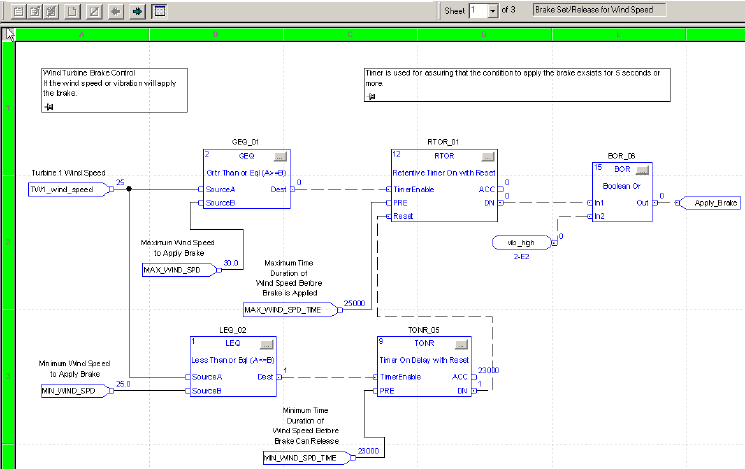 Sheet 1 of 3 Brake Set/Release for Wind Speed
A B C D E
Wind Turbine Brake Control
If the wind speed or vibration will apply
the brake.
Timer is used for assuring that the condition to apply the brake exsists for 5 seconds or
more.
1
GEQ_01
2 GEQ ...
Grtr Than or Eql (A>=B)
SourceA Dest
SourceB
0
RTOR_01
12 RTOR ...
Retentive Timer On with Reset
TimerEnable ACC
PRE DN
Reset
0
0
BOR_06
15 BOR ...
Boolean Or
In1 Out
In2
0
Apply_Brake
Turbine 1 Wind Speed
TW1_wind_speed
25
2
vib_high
0
2-E2
Maximum Wind Speed
to Apply Brake
MAX_WIND_SPD
30.0
Maximum Time
Duration of
Wind Speed Before
Brake is Applied
MAX_WIND_SPD_TIME
25000
LEQ_02
1 LEQ ...
Less Than or Eql (A<=B)
SourceA Dest
SourceB
1
TONR_05
9 TONR ...
Timer On Delay with Reset
TimerEnable ACC
PRE DN
23000
1
3
Minimum Wind Speed
to Apply Brake
MIN_WIND_SPD
25.0
Minimum Time
Duration of
Wind Speed Before
Brake Can Release
MIN_WIND_SPD_TIME
23000